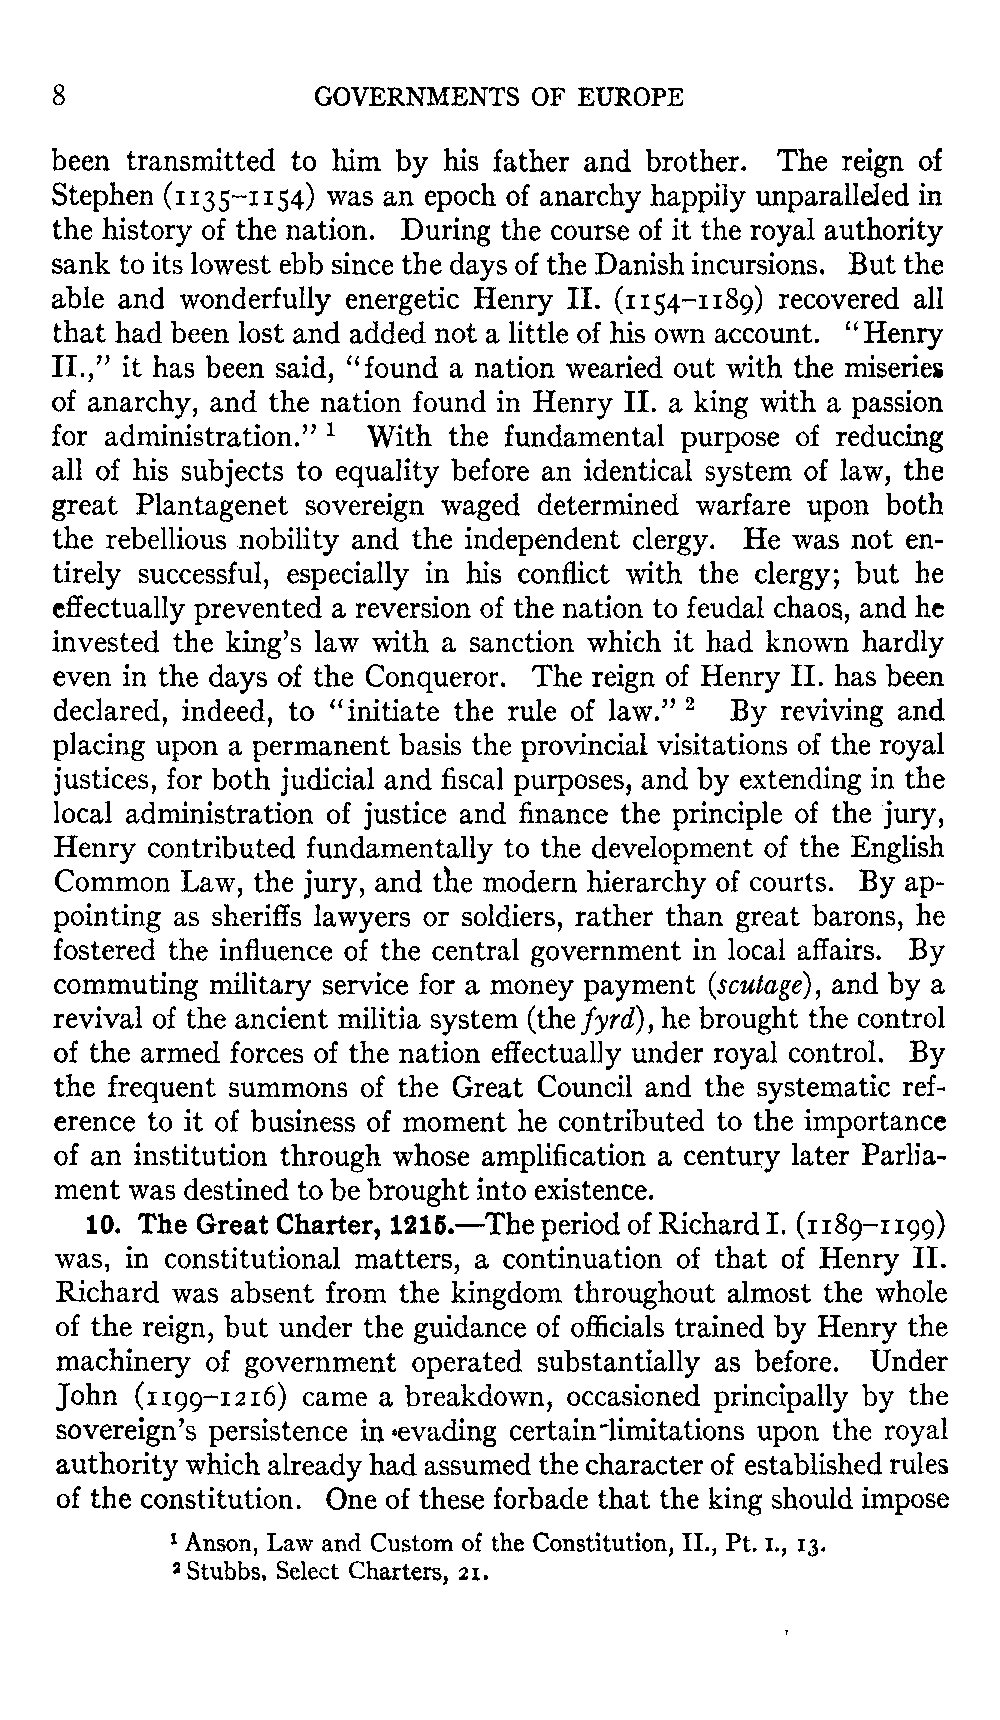 8 GOVERNMENTS OF EUROPE
been transmitted to him by his father and brother. The reign of
Stephen (1135–1154) was an epoch of anarchy happily unparalleled in
the history of the nation. During the course of it the royal authority
sank to its lowest ebb since the days of the Danish incursions. But the
able and wonderfully energetic Henry II. (1154–1189) recovered all
that had been lost and added not a little of his own account. “Henry
II.,” it has been said, “found a nation wearied out with the miseries
of anarchy, and the nation found in Henry II. a king with a passion
for administration.” 1 With the fundamental purpose of reducing
all of his subjects to equality before an identical system of law, the
great Plantagenet sovereign waged determined warfare upon both
the rebellious nobility and the independent clergy. He was not en-
tirely successful, especially in his conflict with the clergy; but he
effectually prevented a reversion of the nation to feudal chaos, and he
invested the king’s law with a sanction which it had known hardly
even in the days of the Conqueror. The reign of Henry II. has been
declared, indeed, to “initiate the rule of law.” 2 By reviving and
placing upon a permanent basis the provincial visitations of the royal
justices, for both judicial and fiscal purposes, and by extending in the
local administration of justice and finance the principle of the jury,
Henry contributed fundamentally to the development of the English
Common Law, the jury, and the modern hierarchy of courts. By ap-
pointing as sheriffs lawyers or soldiers, rather than great barons, he
fostered the influence of the central government in local affairs. By
commuting military service for a money payment (scutage), and by a
revival of the ancient militia system (the fyrd), he brought the control
of the armed forces of the nation effectually under royal control. By
the frequent summons of the Great Council and the systematic ref-
erence to it of business of moment he contributed to the importance
of an institution through whose amplification a century later Parlia-
ment was destined to be brought into existence.
10. The Great Charter, 1215.—The period of Richard I. (1189–1199)
was, in constitutional matters, a continuation of that of Henry II.
Richard was absent from the kingdom throughout almost the whole
of the reign, but under the guidance of officials trained by Henry the
machinery of government operated substantially as before. Under
John (1199–1216) came a breakdown, occasioned principally by the
sovereign’s persistence in evading certain limitations upon the royal
authority which already had assumed the character of established rules
of the constitution. One of these forbade that the king should impose
1 Anson, Law and Custom of the Constitution, II., Pt. I., 13.
2 Stubbs, Select Charters, 21.